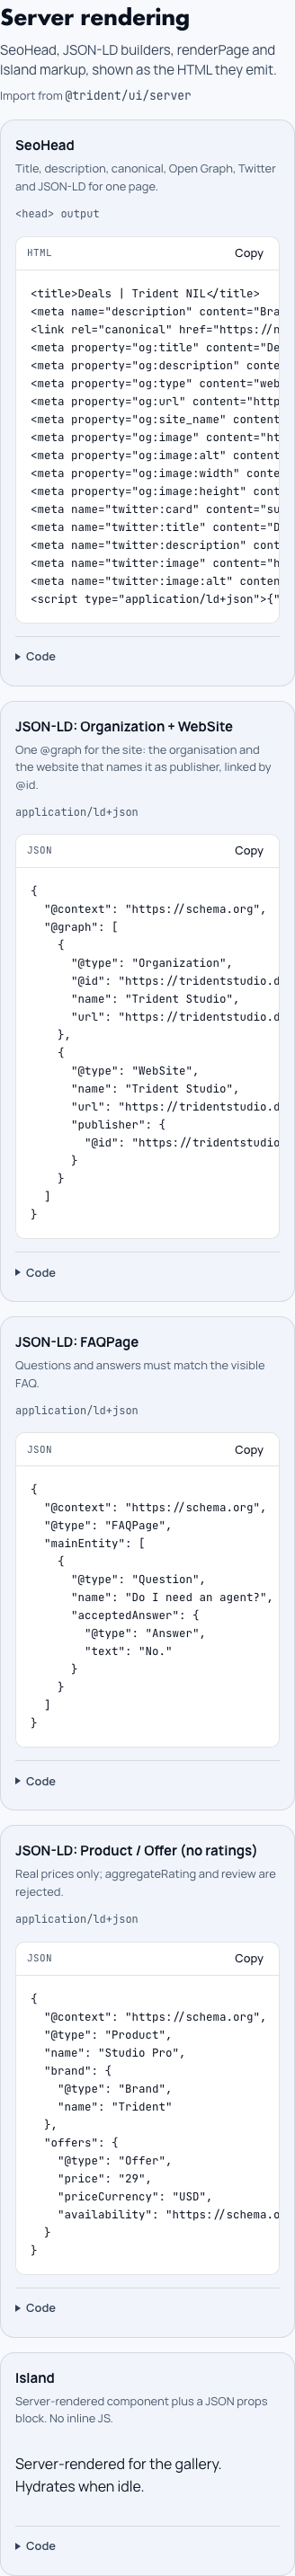 Server rendering
SeoHead, JSON-LD builders, renderPage and
Island markup, shown as the HTML they emit.
Import from @trident/ui/server
SeoHead
Title, description, canonical, Open Graph, Twitter
and JSON-LD for one page.
<head> output
HTML Copy
<title>Deals | Trident NIL</title>
<meta name="description" content="Bra
<link rel="canonical" href="https://n
<meta property="og:title" content="De
<meta property="og:description" conte
<meta property="og:type" content="web
<meta property="og:url" content="http
<meta property="og:site_name" content
<meta property="og:image" content="ht
<meta property="og:image:alt" content
<meta property="og:image:width" conte
<meta property="og:image:height" cont
<meta name="twitter:card" content="su
<meta name="twitter:title" content="D
<meta name="twitter:description" cont
<meta name="twitter:image" content="h
<meta name="twitter:image:alt" conten
<script type="application/ld+json">{"
Code
JSON-LD: Organization + WebSite
One @graph for the site: the organisation and
the website that names it as publisher, linked by
@id.
application/ld+json
JSON Copy
{
"@context": "https://schema.org",
"@graph": [
{
"@type": "Organization",
"@id": "https://tridentstudio.d
"name": "Trident Studio",
"url": "https://tridentstudio.d
},
{
"@type": "WebSite",
"name": "Trident Studio",
"url": "https://tridentstudio.d
"publisher": {
"@id": "https://tridentstudio
}
}
]
}
Code
JSON-LD: FAQPage
Questions and answers must match the visible
FAQ.
application/ld+json
JSON Copy
{
"@context": "https://schema.org",
"@type": "FAQPage",
"mainEntity": [
{
"@type": "Question",
"name": "Do I need an agent?",
"acceptedAnswer": {
"@type": "Answer",
"text": "No."
}
}
]
}
Code
JSON-LD: Product / Offer (no ratings)
Real prices only; aggregateRating and review are
rejected.
application/ld+json
JSON Copy
{
"@context": "https://schema.org",
"@type": "Product",
"name": "Studio Pro",
"brand": {
"@type": "Brand",
"name": "Trident"
},
"offers": {
"@type": "Offer",
"price": "29",
"priceCurrency": "USD",
"availability": "https://schema.o
}
}
Code
Island
Server-rendered component plus a JSON props
block. No inline JS.
Server-rendered for the gallery.
Hydrates when idle.
Code